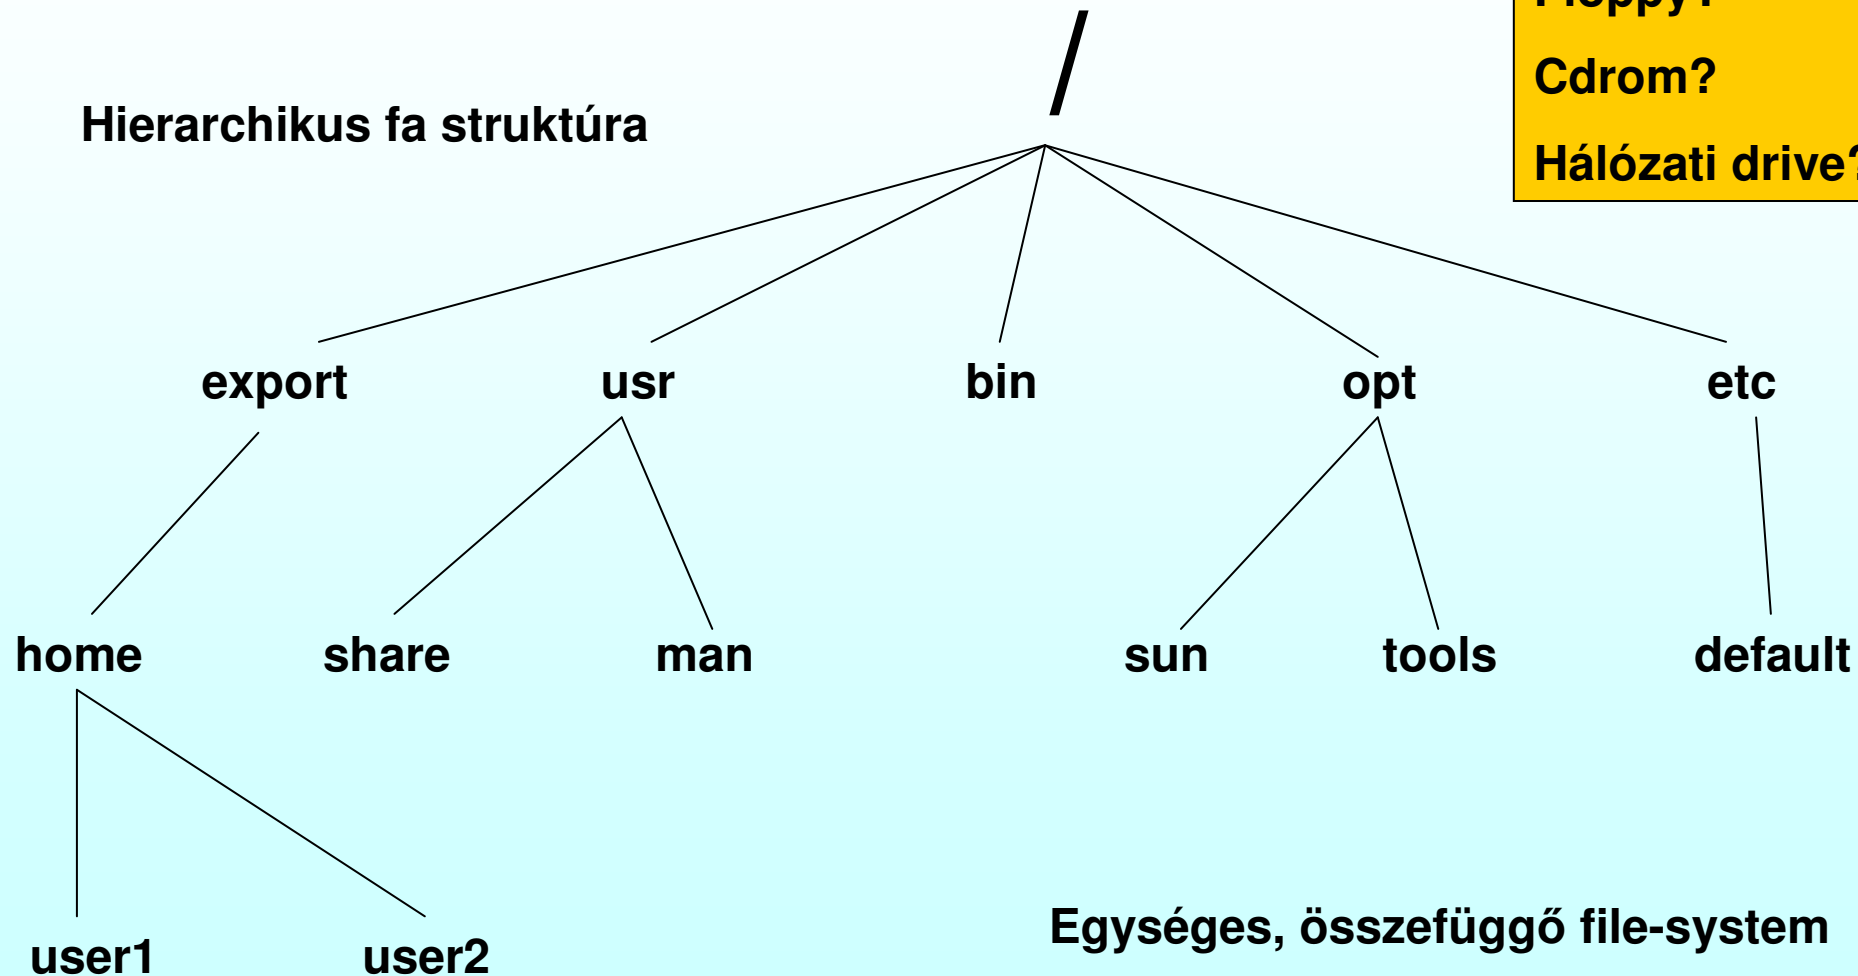 /
Floppy?
Cdrom?
Hierarchikus fa struktúra
Hálózati drive?
export usr bin opt etc
home share man sun tools default
Egységes, összefüggő file-system
user1 user2